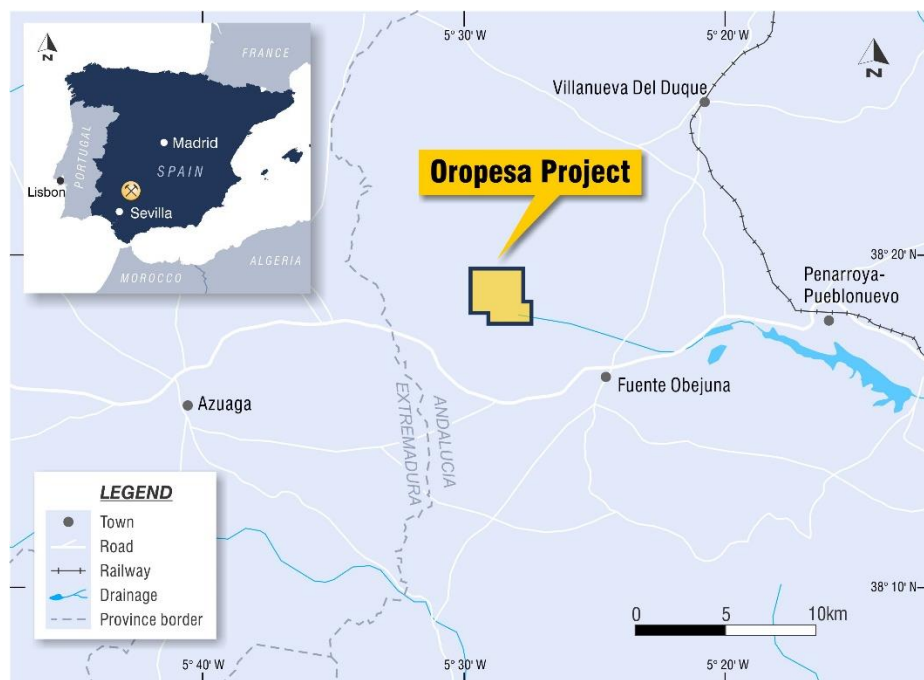 5° 30' W
5° 20' W
N
FRANCE
Madrid
PORTUGAL
SPAIN
Lisbon
Sevilla
MOROCCO
ALGERIA
N
Villanueva Del Duque
Oropesa Project
38° 20' N
Penarroya-
Pueblonuevo
Fuente Obejuna
Azuaga
ANDALUCIA
EXTREMADURA
LEGEND
Town
Road
Railway
Drainage
Province border
38° 10' N
0 5 10km
5° 40' W
5° 30' W
5° 20' W